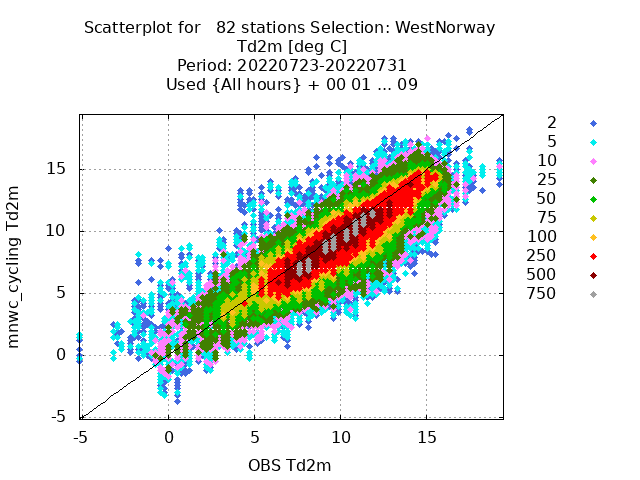 Scatterplot for   82 stations Selection: WestNorway
Td2m [deg C]
Period: 20220723-20220731
Used {All hours} + 00 01 ... 09
2
5
10
25
50
75
100
250
500
750
15
10
5
0
-5
mnwc_cycling Td2m
-5 0 5 10 15
OBS Td2m